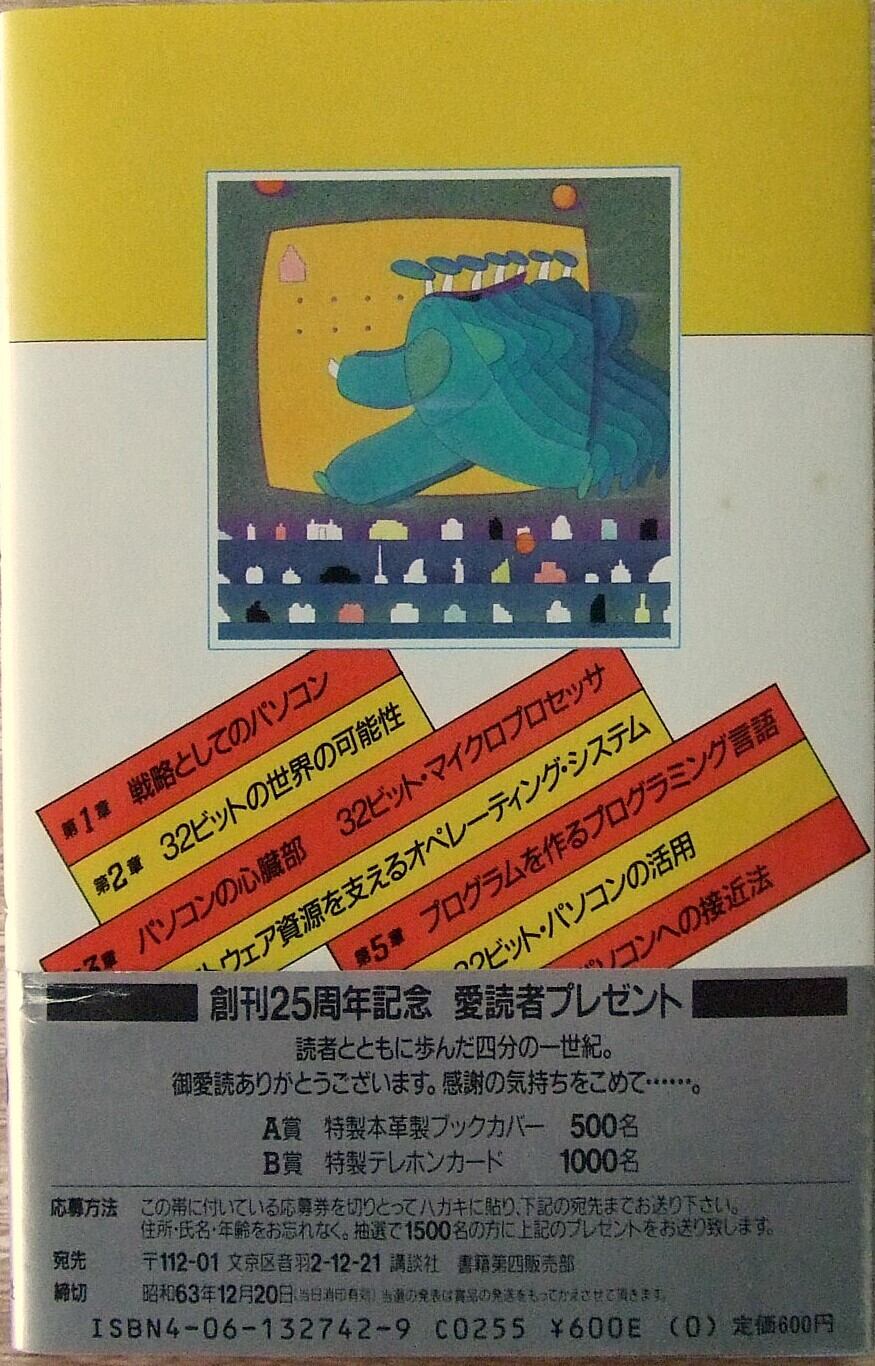 第1章 戦略としてのパソコン
第2章 32ビットの世界の可能性
3章 パソコンの心臓部 32ビット・マイクロプロセッサ
トウェア資源を支えるオペレーティング・システム
第5章 プログラムを作るプログラミング言語
32ビット・パソコンの活用
パソコンへの接近法
創刊25周年記念 愛読者プレゼント
読者とともに歩んだ四分の一世紀。
御愛読ありがとうございます。感謝の気持ちをこめて……。
A賞 特製本革製ブックカバー 500名
B賞 特製テレホンカード 1000名
応募方法 この帯に付いている応募券を切りとってハガキに貼り、下記の宛先までお送り下さい。
住所・氏名・年齢をお忘れなく。抽選で1500名の方に上記のプレゼントをお送り致します。
宛先 〒112-01 文京区音羽2-12-21 講談社 書籍第四販売部
締切 昭和63年12月20日(当日消印有効) 当選の発表は賞品の発送をもってかえさせて頂きます。
ISBN4-06-132742-9 C0255 ¥600E (0) 定価600円